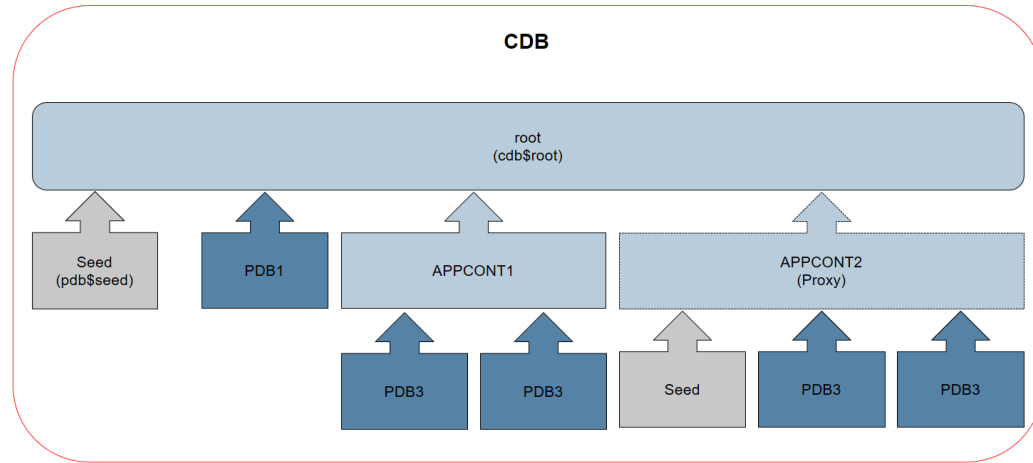 CDB
root
(cdb$root)
Seed
(pdb$seed)
PDB1
APPCONT1
APPCONT2
(Proxy)
PDB3
PDB3
Seed
PDB3
PDB3